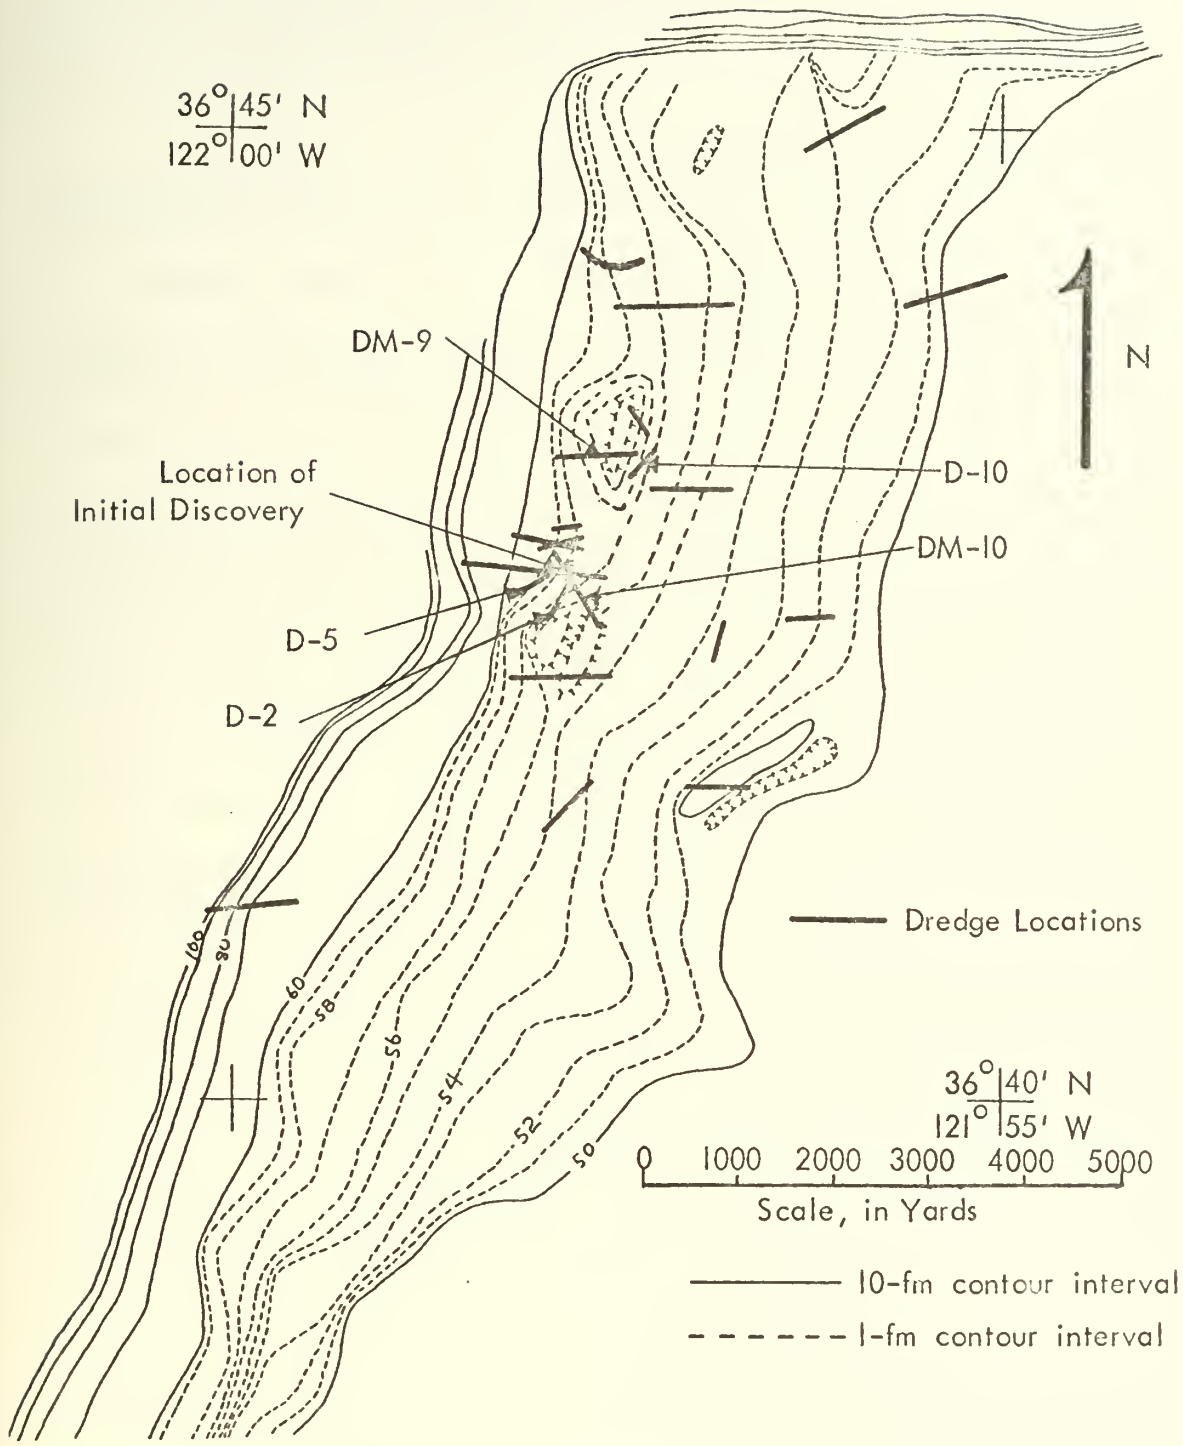 36° 45' N
122° 00' W
DM-9
N
Location of
Initial Discovery
D-10
DM-10
D-5
D-2
Dredge Locations
100
80
60
58
56
54
52
50
36° 40' N
121° 55' W
0 1000 2000 3000 4000 5000
Scale, in Yards
10-fm contour interval
1-fm contour interval